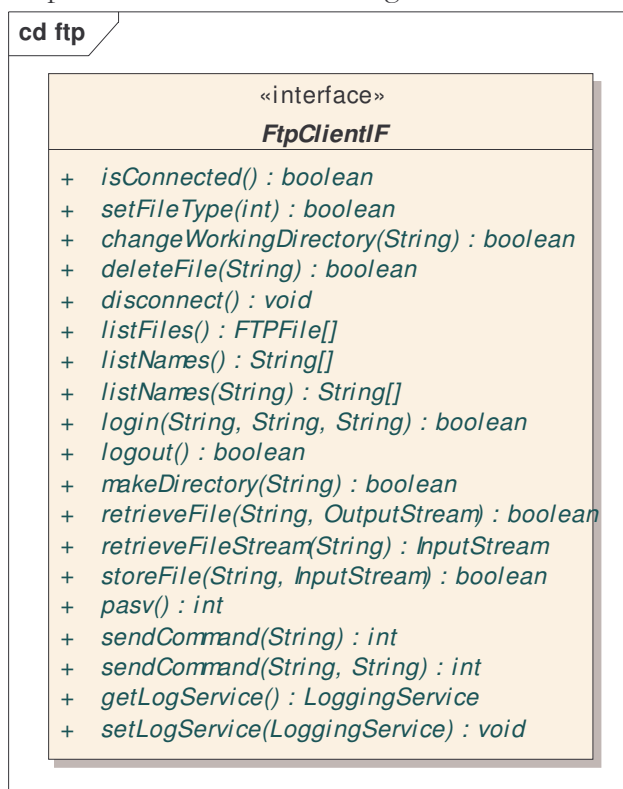 cd ftp
«interface»
FtpClientIF
+ isConnected() : boolean
+ setFileType(int) : boolean
+ changeWorkingDirectory(String) : boolean
+ deleteFile(String) : boolean
+ disconnect() : void
+ listFiles() : FTPFile[]
+ listNames() : String[]
+ listNames(String) : String[]
+ login(String, String, String) : boolean
+ logout() : boolean
+ makeDirectory(String) : boolean
+ retrieveFile(String, OutputStream) : boolean
+ retrieveFileStream(String) : InputStream
+ storeFile(String, InputStream) : boolean
+ pasv() : int
+ sendCommand(String) : int
+ sendCommand(String, String) : int
+ getLogService() : LoggingService
+ setLogService(LoggingService) : void